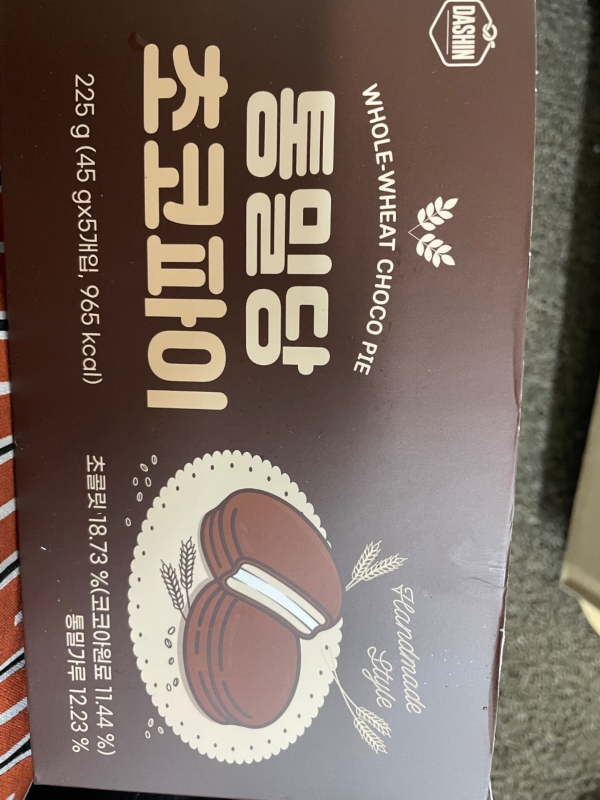 DASHIN
WHOLE-WHEAT CHOCO PIE
통밀당
초코파이
225 g (45 gx5개입, 965 kcal)
Handmade
Style
초콜릿 18.73 %(코코아원료 11.44 %)
통밀가루 12.23 %